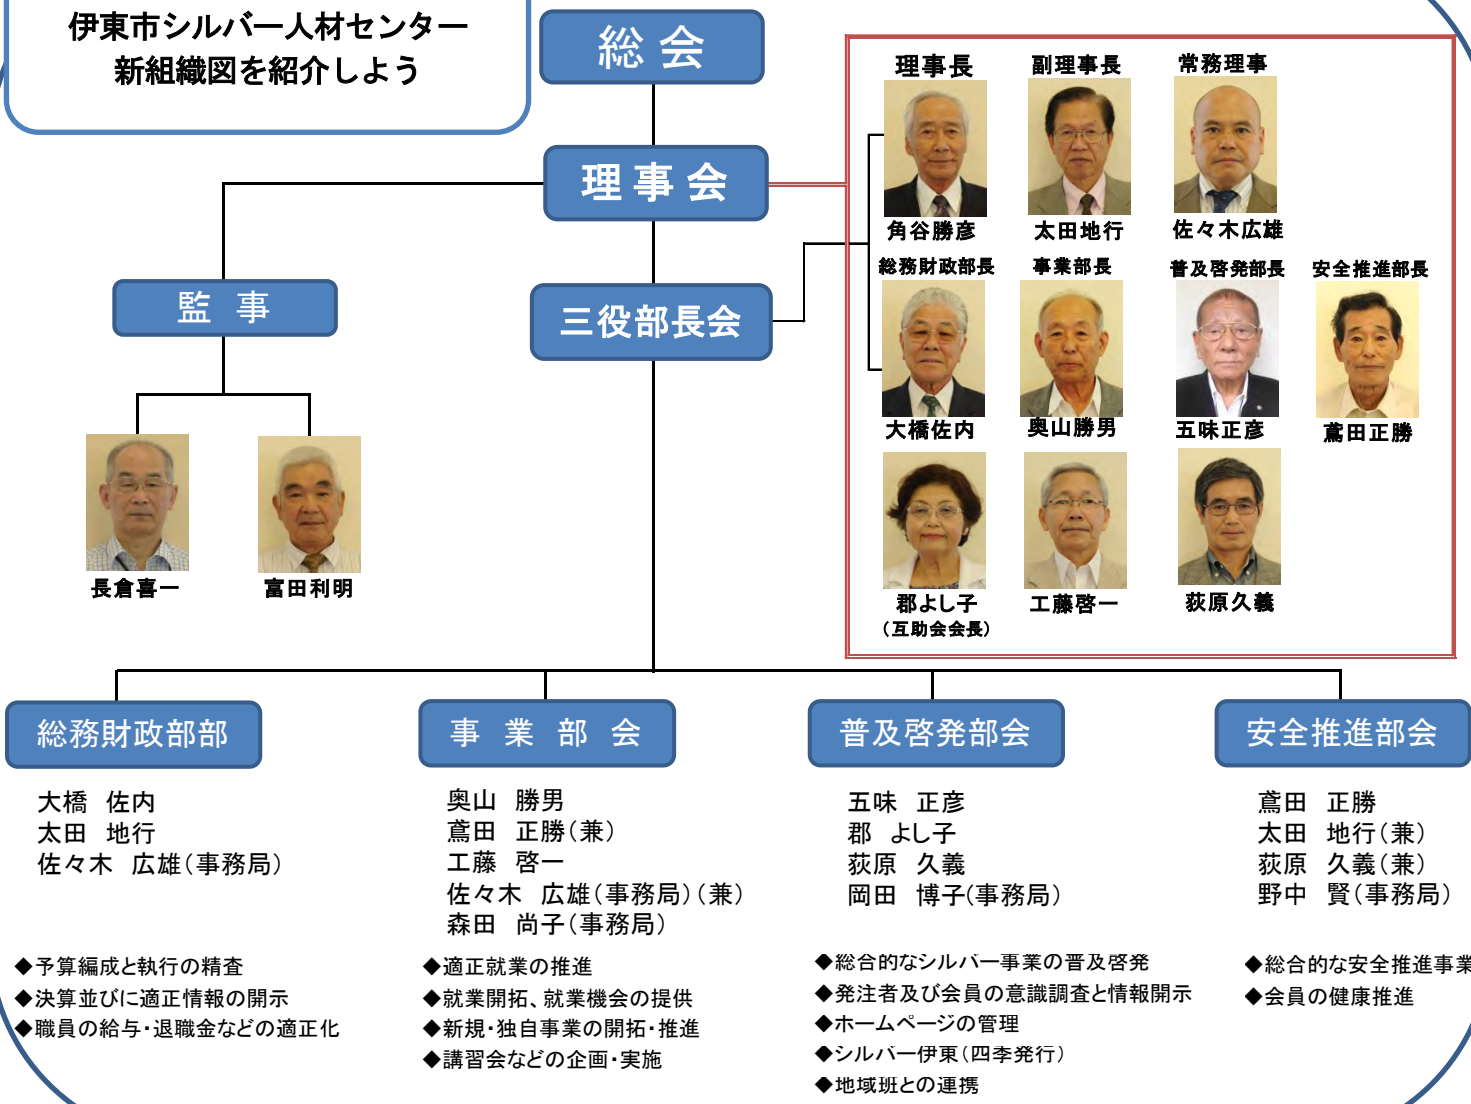 伊東市シルバー人材センター
新組織図を紹介しよう
総 会
理 事 会
監　事
三役部長会
理事長
副理事長
常務理事
角谷勝彦
太田地行
佐々木広雄
総務財政部長
事業部長
普及啓発部長
安全推進部長
大橋佐内
奥山勝男
五味正彦
鳶田正勝
郡よし子
(互助会会長)
工藤啓一
荻原久義
長倉喜一
富田利明
総務財政部部
大橋　佐内
太田　地行
佐々木　広雄(事務局)
◆予算編成と執行の精査
◆決算並びに適正情報の開示
◆職員の給与・退職金などの適正化
事 業 部 会
奥山　勝男
鳶田　正勝(兼)
工藤　啓一
佐々木　広雄(事務局)(兼)
森田　尚子(事務局)
◆適正就業の推進
◆就業開拓、就業機会の提供
◆新規・独自事業の開拓・推進
◆講習会などの企画・実施
普及啓発部会
五味　正彦
郡　よし子
荻原　久義
岡田　博子(事務局)
◆総合的なシルバー事業の普及啓発
◆発注者及び会員の意識調査と情報開示
◆ホームページの管理
◆シルバー伊東(四季発行)
◆地域班との連携
安全推進部会
鳶田　正勝
太田　地行(兼)
荻原　久義(兼)
野中　賢(事務局)
◆総合的な安全推進事業
◆会員の健康推進